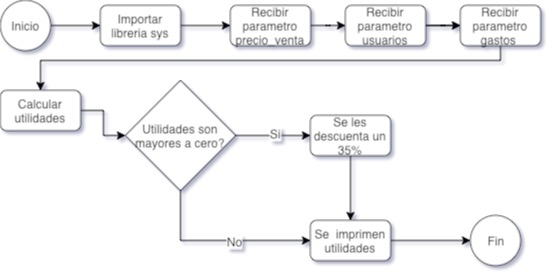 Inicio
Importar
libreria sys
Recibir
parametro
precio_venta
Recibir
parametro
usuarios
Recibir
parametro
gastos
Calcular
utilidades
Utilidades son
mayores a cero?
Si
Se les
descuenta un
35%
No
Se imprimen
utilidades
Fin